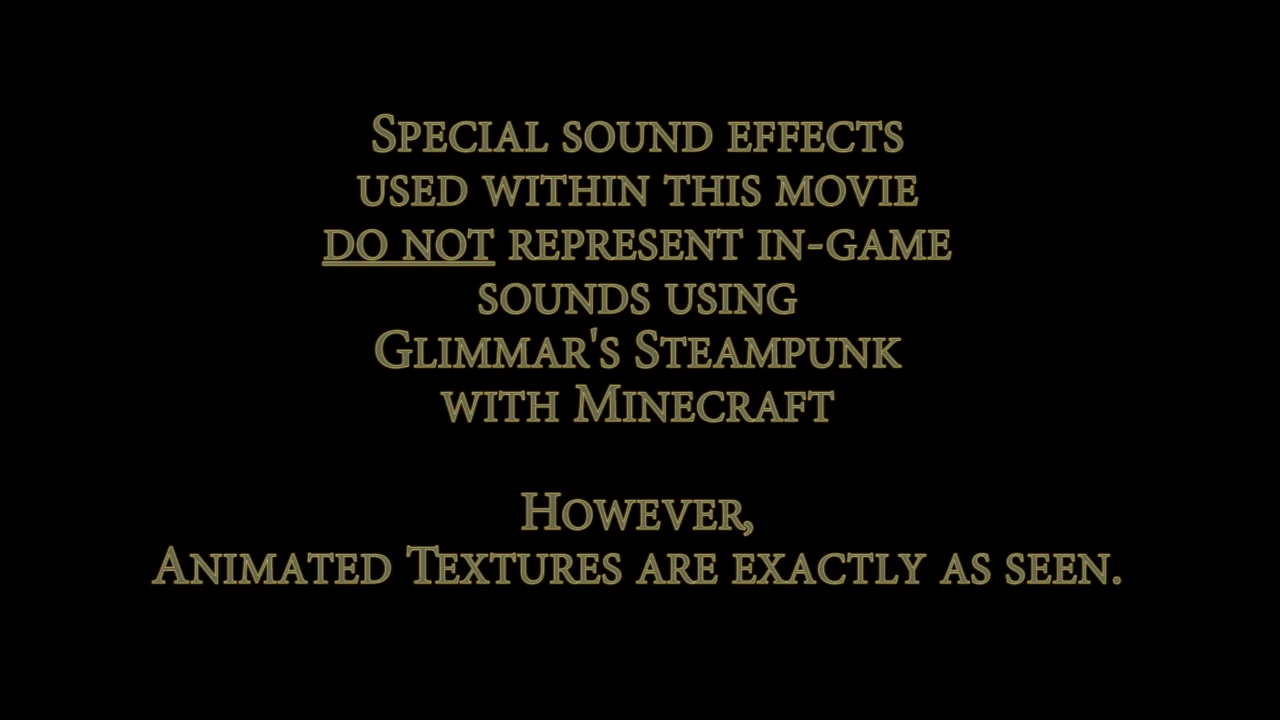 Special sound effects
used within this movie
do not represent in-game
sounds using
Glimmar's Steampunk
with Minecraft
However,
Animated Textures are exactly as seen.